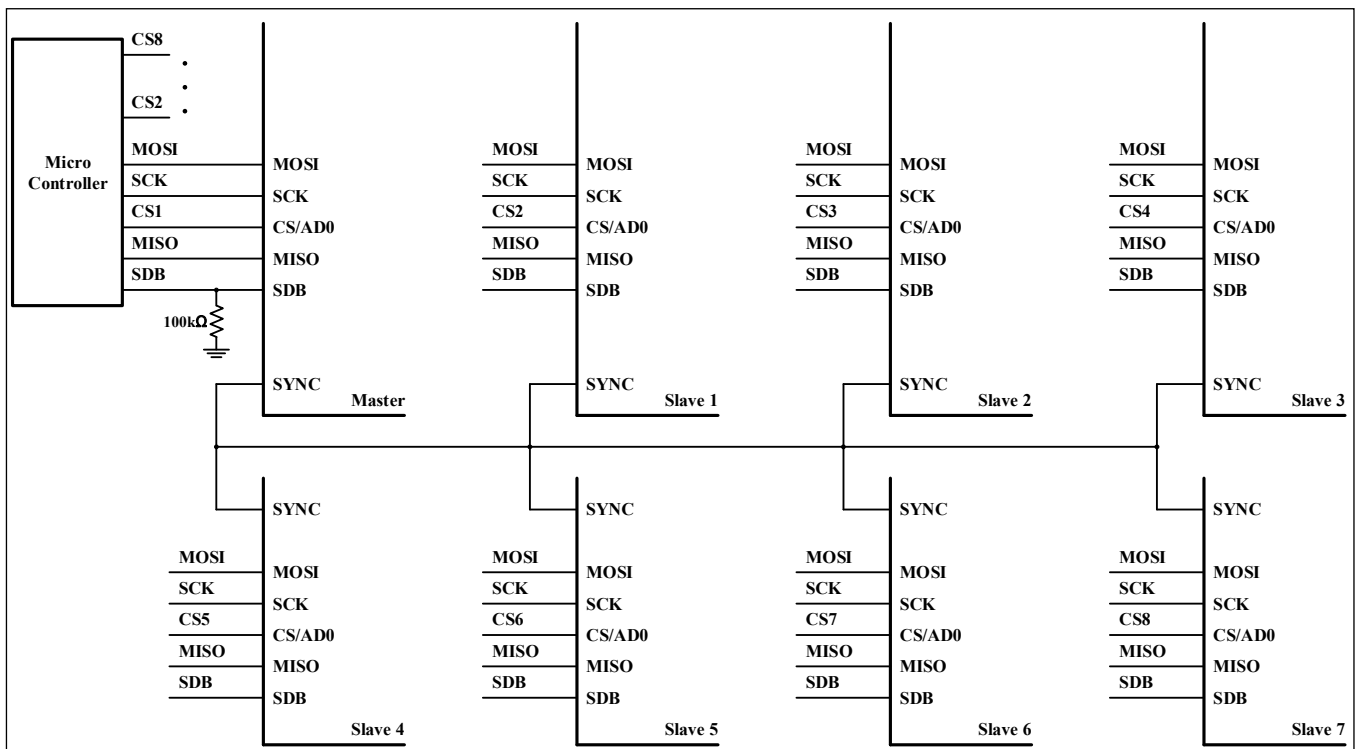 CS8
CS2
Micro
Controller
MOSI
SCK
CS1
MISO
SDB
100kΩ
MOSI
SCK
CS/AD0
MISO
SDB
SYNC
Master
MOSI
SCK
CS2
MISO
SDB
MOSI
SCK
CS/AD0
MISO
SDB
SYNC
Slave 1
MOSI
SCK
CS3
MISO
SDB
MOSI
SCK
CS/AD0
MISO
SDB
SYNC
Slave 2
MOSI
SCK
CS4
MISO
SDB
MOSI
SCK
CS/AD0
MISO
SDB
SYNC
Slave 3
SYNC
MOSI
SCK
CS5
MISO
SDB
MOSI
SCK
CS/AD0
MISO
SDB
Slave 4
SYNC
MOSI
SCK
CS6
MISO
SDB
MOSI
SCK
CS/AD0
MISO
SDB
Slave 5
SYNC
MOSI
SCK
CS7
MISO
SDB
MOSI
SCK
CS/AD0
MISO
SDB
Slave 6
SYNC
MOSI
SCK
CS8
MISO
SDB
MOSI
SCK
CS/AD0
MISO
SDB
Slave 7